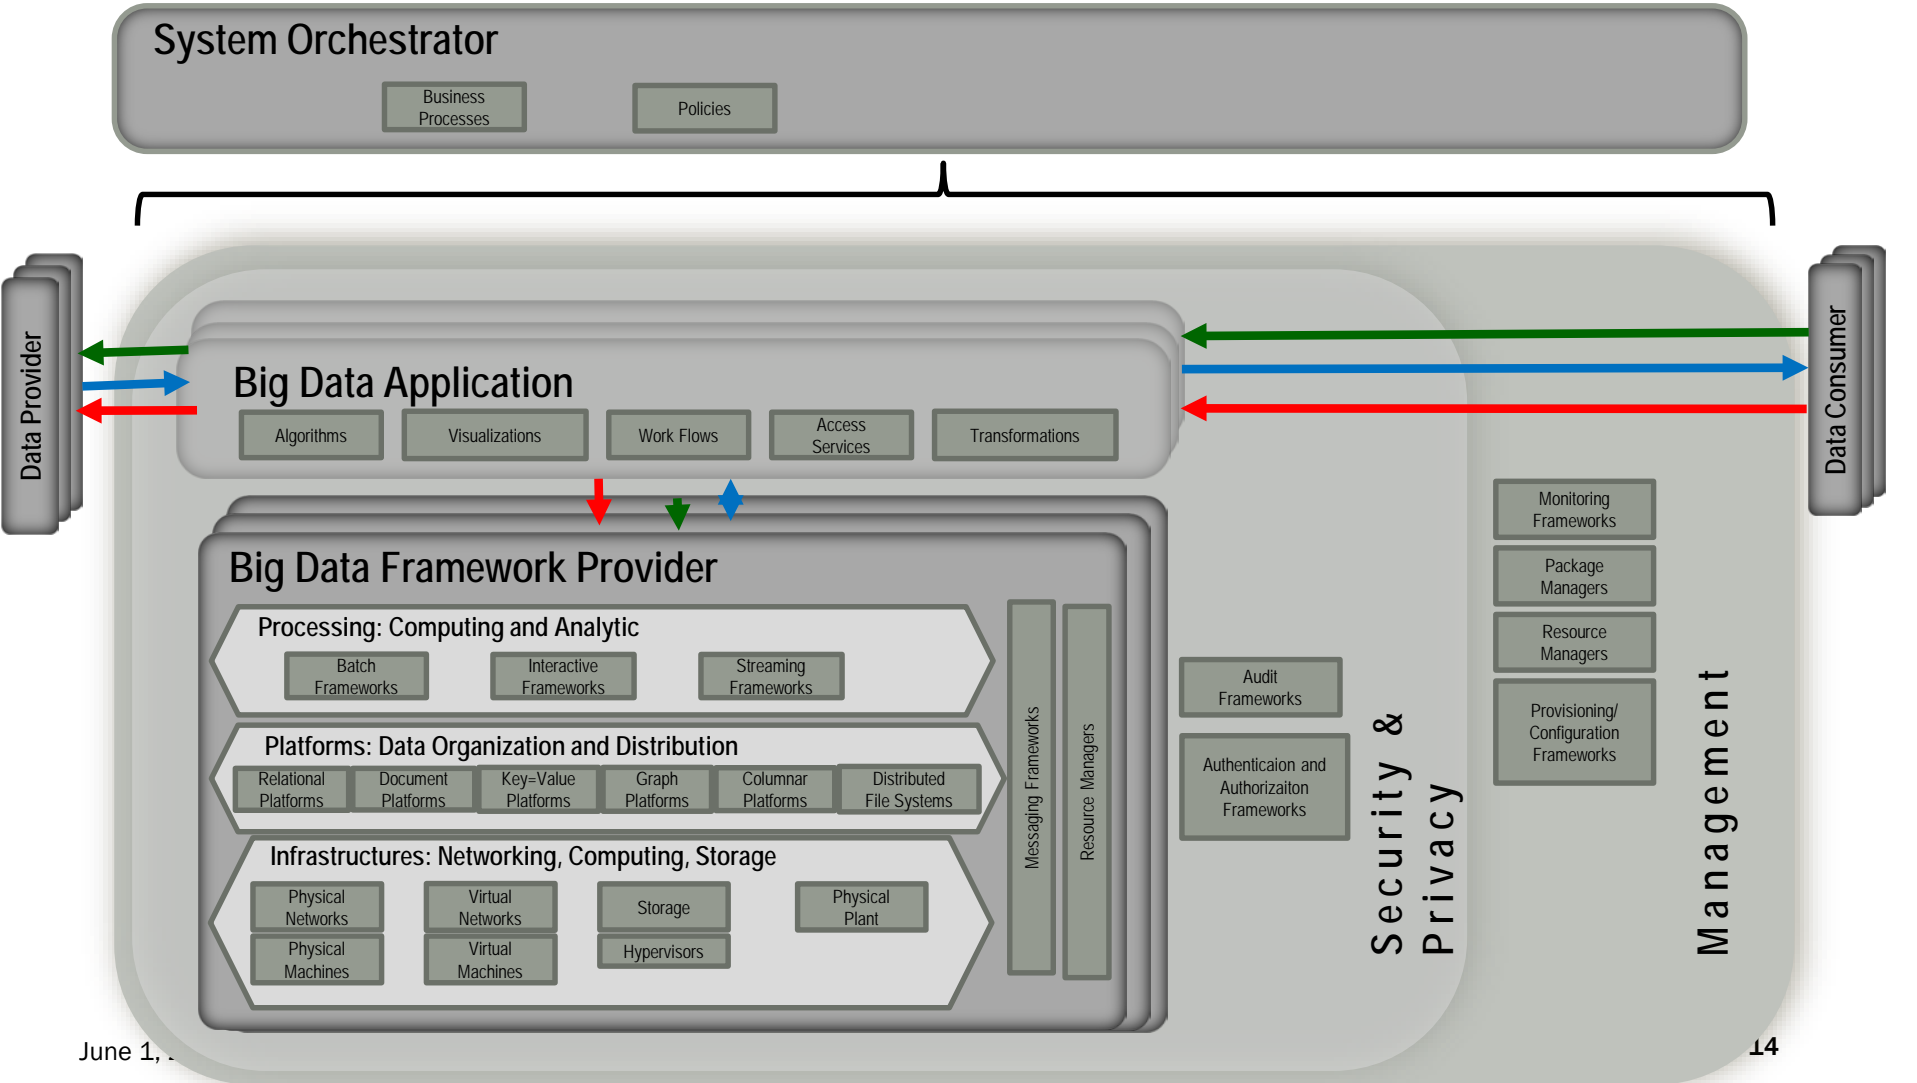 System Orchestrator
Business
Processes
Policies
Data Provider
Big Data Application
Algorithms
Visualizations
Work Flows
Access
Services
Transformations
Data Consumer
Big Data Framework Provider
Processing: Computing and Analytic
Batch
Frameworks
Interactive
Frameworks
Streaming
Frameworks
Platforms: Data Organization and Distribution
Relational
Platforms
Document
Platforms
Key=Value
Platforms
Graph
Platforms
Columnar
Platforms
Distributed
File Systems
Infrastructures: Networking, Computing, Storage
Physical
Networks
Virtual
Networks
Storage
Physical
Plant
Physical
Machines
Virtual
Machines
Hypervisors
Messaging Frameworks
Resource Managers
Audit
Frameworks
Authenticaion and
Authorizaiton
Frameworks
Security &
Privacy
Monitoring
Frameworks
Package
Managers
Resource
Managers
Provisioning/
Configuration
Frameworks
Management
June 1,
14